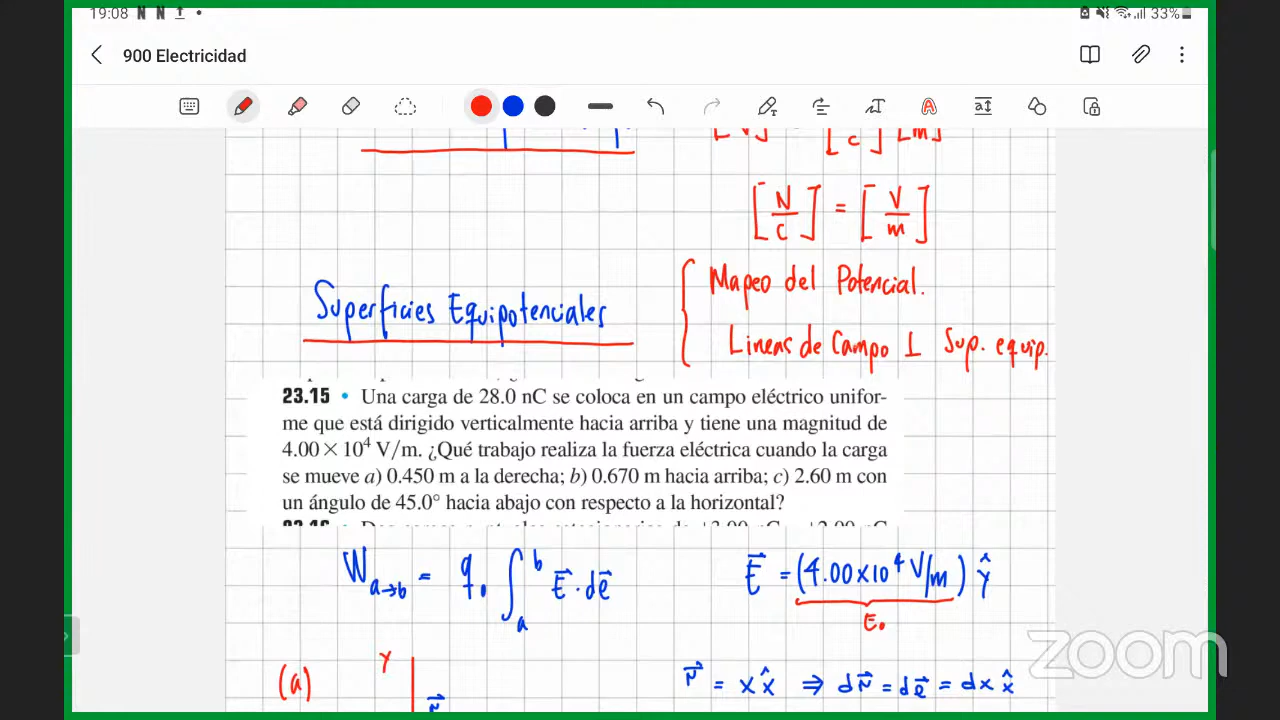 19:08
33%
900 Electricidad
[N/C] = [V/m]
Mapeo del Potencial.
Superficies Equipotenciales
Lineas de Campo ⊥ Sup. equip.
23.15 • Una carga de 28.0 nC se coloca en un campo eléctrico unifor-
me que está dirigido verticalmente hacia arriba y tiene una magnitud de
4.00 × 10⁴ V/m. ¿Qué trabajo realiza la fuerza eléctrica cuando la carga
se mueve a) 0.450 m a la derecha; b) 0.670 m hacia arriba; c) 2.60 m con
un ángulo de 45.0° hacia abajo con respecto a la horizontal?
W a→b = q₀ ∫ₐᵇ E⃗ · dℓ⃗
E⃗ = (4.00×10⁴ V/m) ŷ
E₀
zoom
(a)
Y
r⃗ = x x̂ ⇒ dr⃗ = dℓ⃗ = dx x̂
r⃗